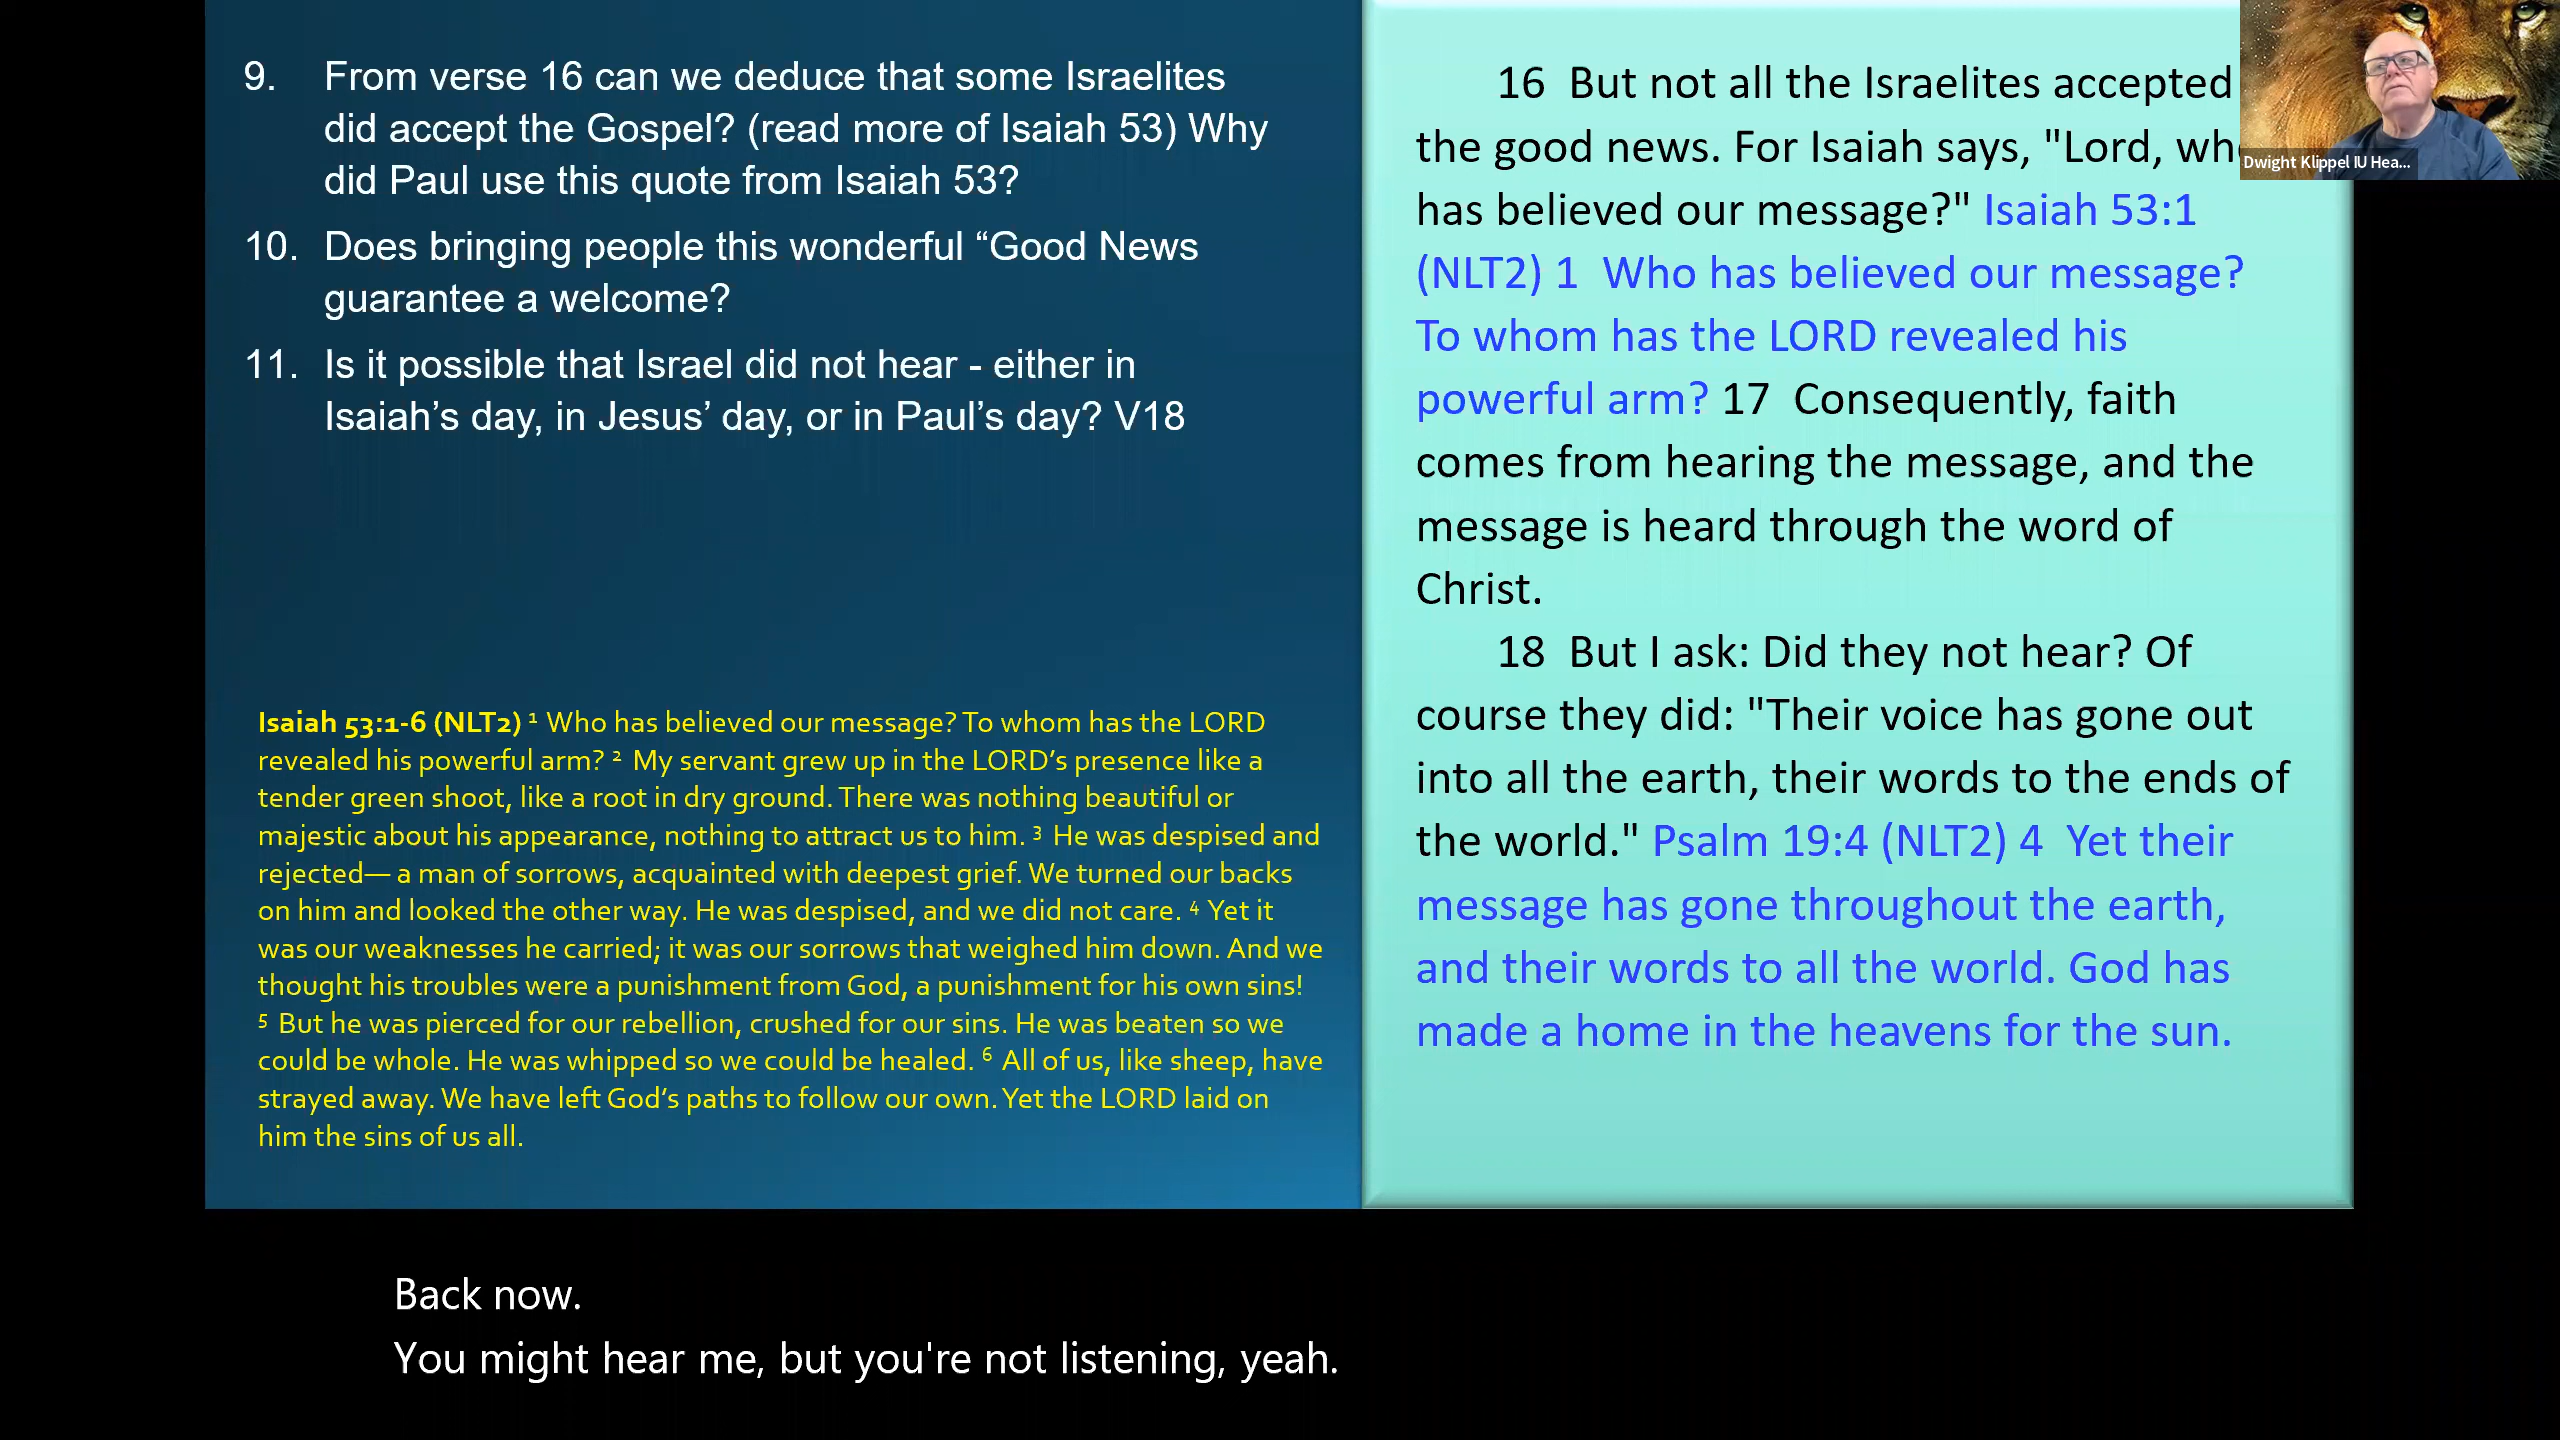 9. From verse 16 can we deduce that some Israelites
did accept the Gospel? (read more of Isaiah 53) Why
did Paul use this quote from Isaiah 53?
10. Does bringing people this wonderful “Good News
guarantee a welcome?
11. Is it possible that Israel did not hear - either in
Isaiah’s day, in Jesus’ day, or in Paul’s day? V18
Isaiah 53:1-6 (NLT2) ¹ Who has believed our message? To whom has the LORD
revealed his powerful arm? ² My servant grew up in the LORD’s presence like a
tender green shoot, like a root in dry ground. There was nothing beautiful or
majestic about his appearance, nothing to attract us to him. ³ He was despised and
rejected— a man of sorrows, acquainted with deepest grief. We turned our backs
on him and looked the other way. He was despised, and we did not care. ⁴ Yet it
was our weaknesses he carried; it was our sorrows that weighed him down. And we
thought his troubles were a punishment from God, a punishment for his own sins!
⁵ But he was pierced for our rebellion, crushed for our sins. He was beaten so we
could be whole. He was whipped so we could be healed. ⁶ All of us, like sheep, have
strayed away. We have left God’s paths to follow our own. Yet the LORD laid on
him the sins of us all.
16 But not all the Israelites accepted
the good news. For Isaiah says, "Lord, who
has believed our message?" Isaiah 53:1
(NLT2) 1 Who has believed our message?
To whom has the LORD revealed his
powerful arm? 17 Consequently, faith
comes from hearing the message, and the
message is heard through the word of
Christ.
18 But I ask: Did they not hear? Of
course they did: "Their voice has gone out
into all the earth, their words to the ends of
the world." Psalm 19:4 (NLT2) 4 Yet their
message has gone throughout the earth,
and their words to all the world. God has
made a home in the heavens for the sun.
Dwight Klippel IU Hea...
Back now.
You might hear me, but you're not listening, yeah.